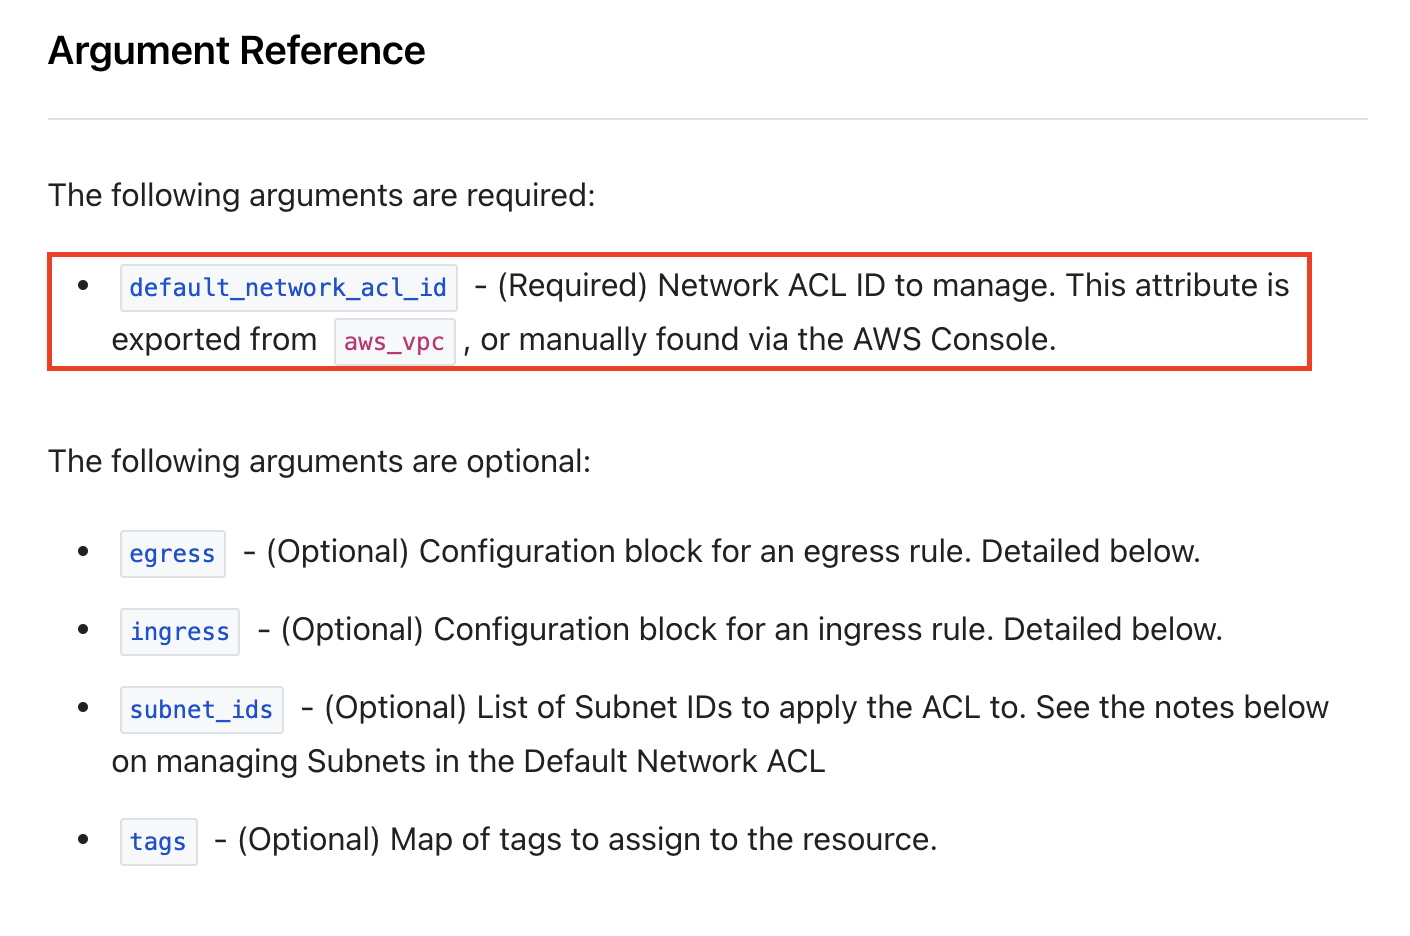 Argument Reference
The following arguments are required:
• default_network_acl_id - (Required) Network ACL ID to manage. This attribute is
exported from aws_vpc , or manually found via the AWS Console.
The following arguments are optional:
• egress - (Optional) Configuration block for an egress rule. Detailed below.
• ingress - (Optional) Configuration block for an ingress rule. Detailed below.
• subnet_ids - (Optional) List of Subnet IDs to apply the ACL to. See the notes below
on managing Subnets in the Default Network ACL
• tags - (Optional) Map of tags to assign to the resource.